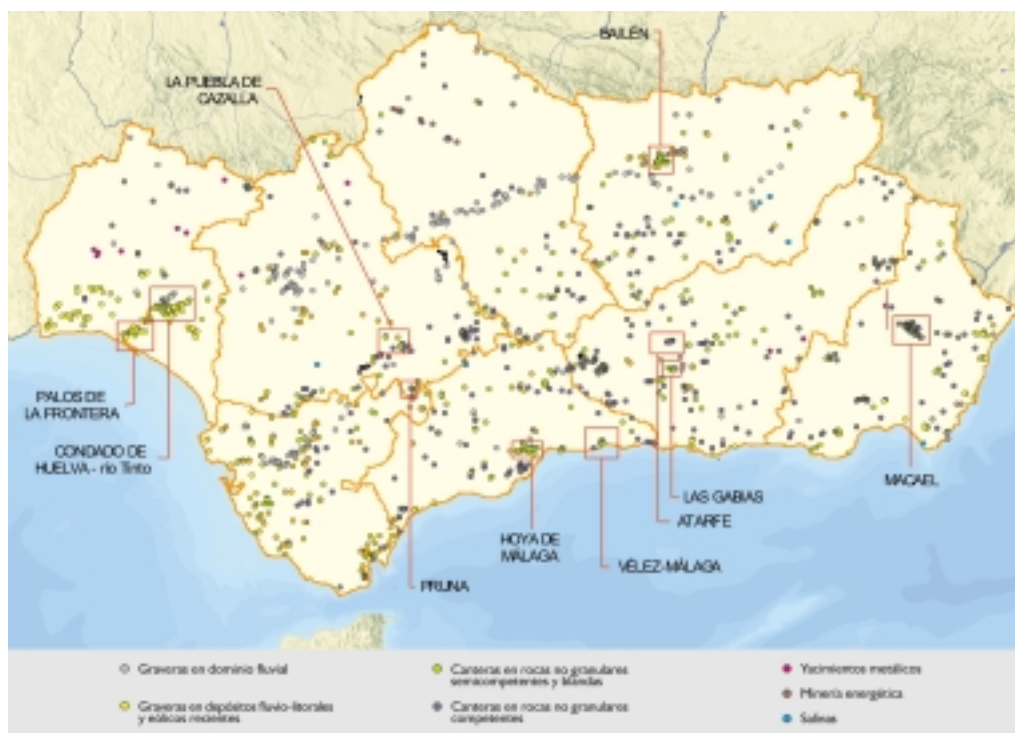 BAILÉN
LA PUEBLA DE
CAZALLA
PALOS DE
LA FRONTERA
CONDADO DE
HUELVA - río Tinto
MACAEL
LAS GABIAS
ATARFE
HOYA DE
MÁLAGA
VÉLEZ-MÁLAGA
PRUNA
Graveras en dominio fluvial
Graveras en depósitos fluvio-litorales
y eólicos recientes
Canteras en rocas no granulares
semicompetentes y blandas
Canteras en rocas no granulares
competentes
Yacimientos metálicos
Minería energética
Salinas